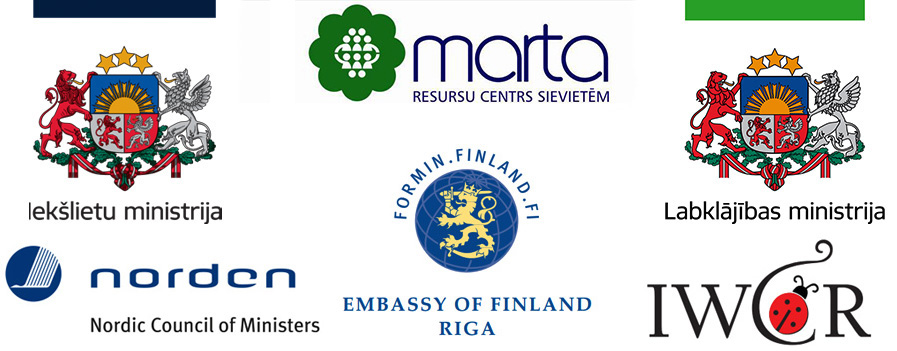 marta
RESURSU CENTRS SIEVIETĒM
Iekšlietu ministrija
FORMIN.FINLAND.FI
Labklājības ministrija
norden
Nordic Council of Ministers
EMBASSY OF FINLAND
RIGA
IWCR